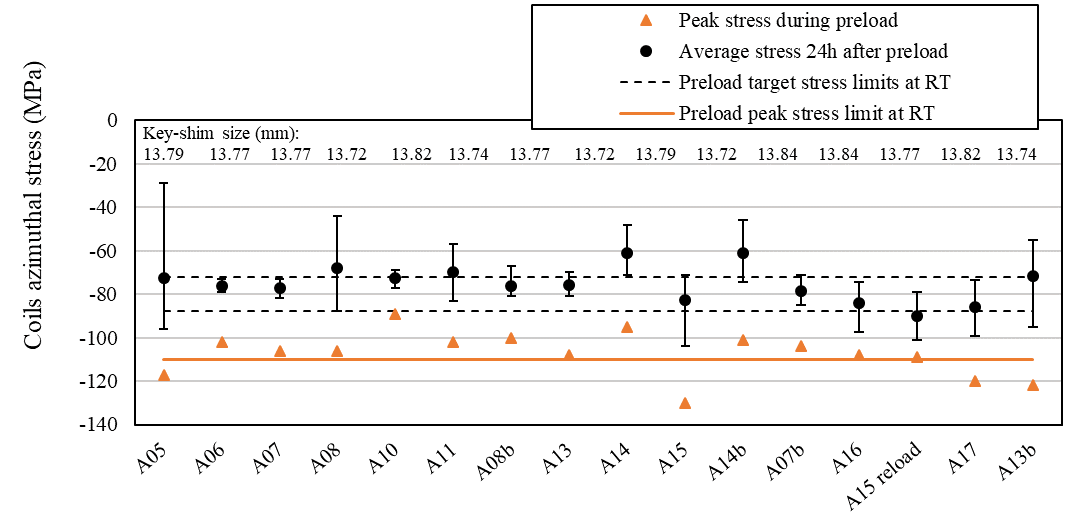 Peak stress during preload
Average stress 24h after preload
Preload target stress limits at RT
Preload peak stress limit at RT
Coils azimuthal stress (MPa)
0
-20
-40
-60
-80
-100
-120
-140
Key-shim size (mm):
13.79 13.77 13.77 13.72 13.82 13.74 13.77 13.72 13.79 13.72 13.84 13.84 13.77 13.82 13.74
A05 A06 A07 A08 A10 A11 A08b A13 A14 A15 A14b A07b A16 A15 reload A17 A13b